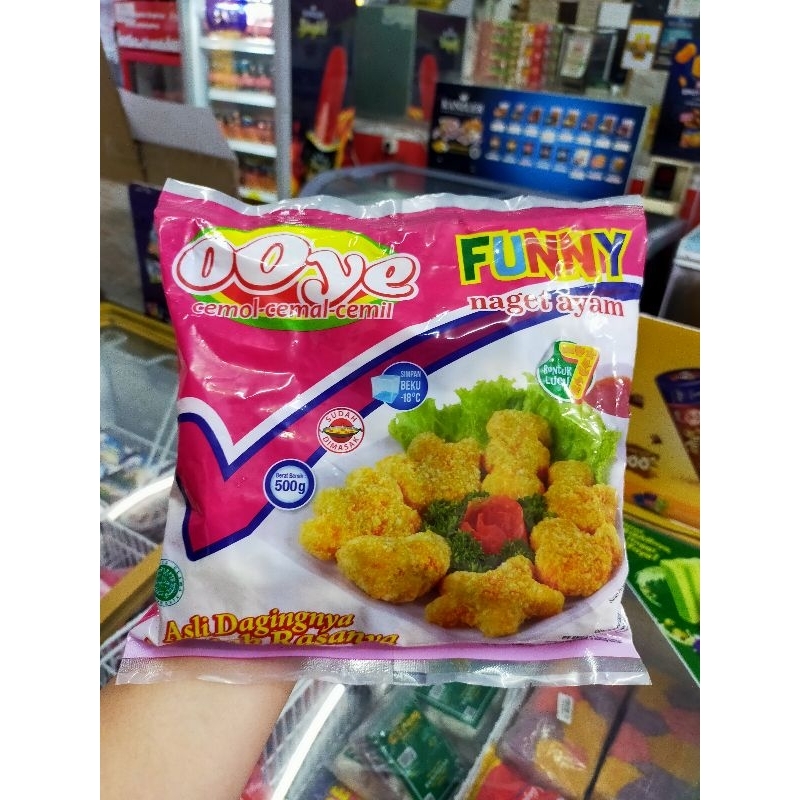 OOye
cemol-cemal-cemil
FUNNY
naget ayam
SIMPAN
BEKU
-18°C
7
BENTUK
LUCU
SUDAH
DIMASAK
Berat Bersih :
500g
Asli Dagingnya
Rasanya